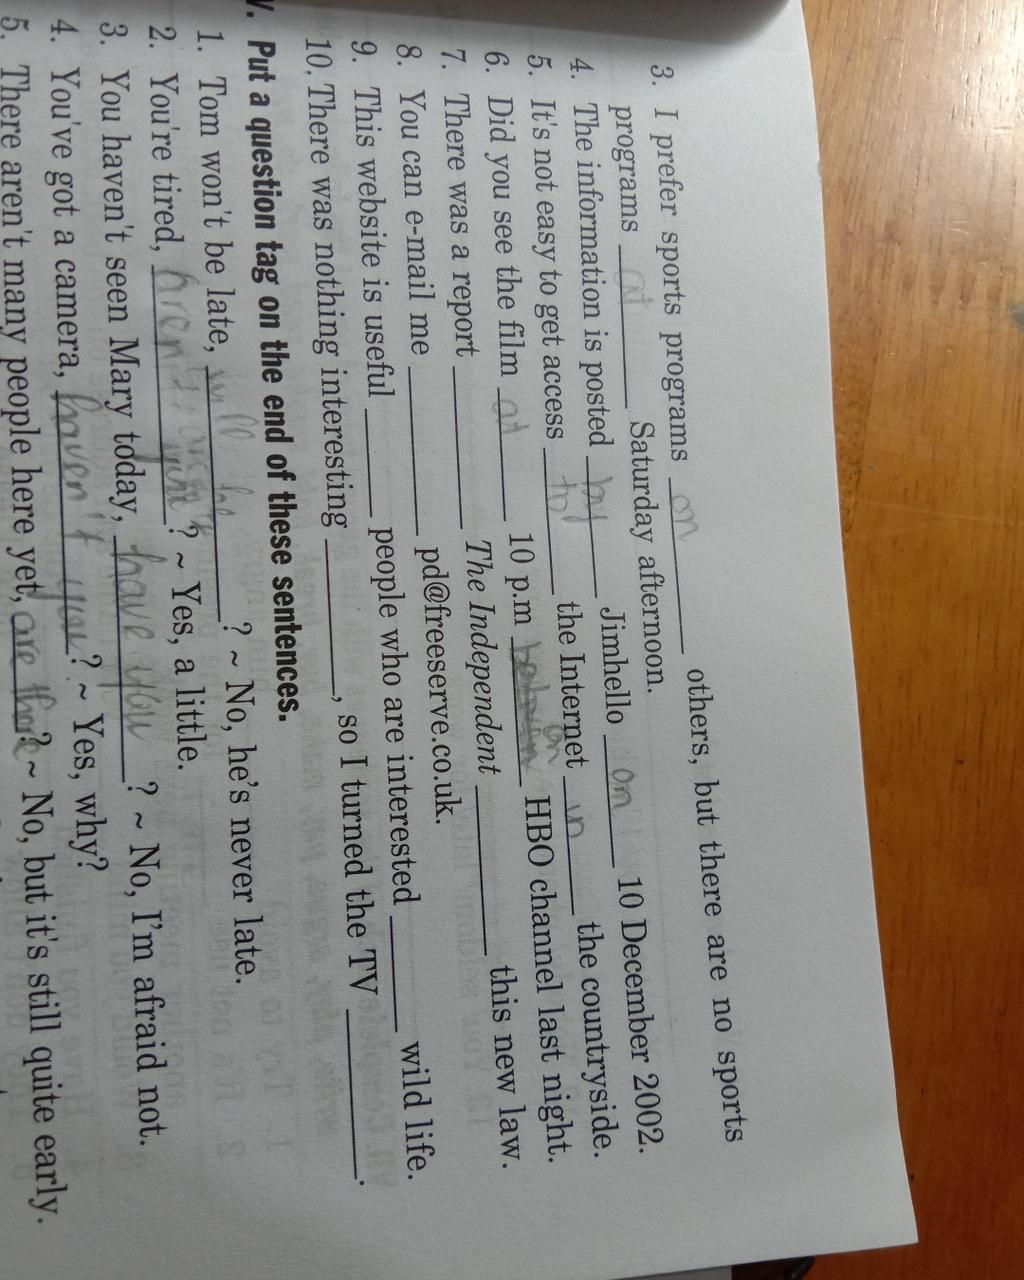 3. I prefer sports programs on others, but there are no sports
programs at Saturday afternoon.
4. The information is posted by Jimhello on 10 December 2002.
5. It's not easy to get access to the Internet in the countryside.
6. Did you see the film at 10 p.m on HBO channel last night.
7. There was a report ______ The Independent ______ this new law.
8. You can e-mail me ______ pd@freeserve.co.uk.
9. This website is useful ______ people who are interested ______ wild life.
10. There was nothing interesting ______, so I turned the TV ______.
V. Put a question tag on the end of these sentences.
1. Tom won't be late, will he? ~ No, he's never late.
2. You're tired, aren't you? ~ Yes, a little.
3. You haven't seen Mary today, have you? ~ No, I'm afraid not.
4. You've got a camera, haven't you? ~ Yes, why?
5. There aren't many people here yet, are there? ~ No, but it's still quite early.